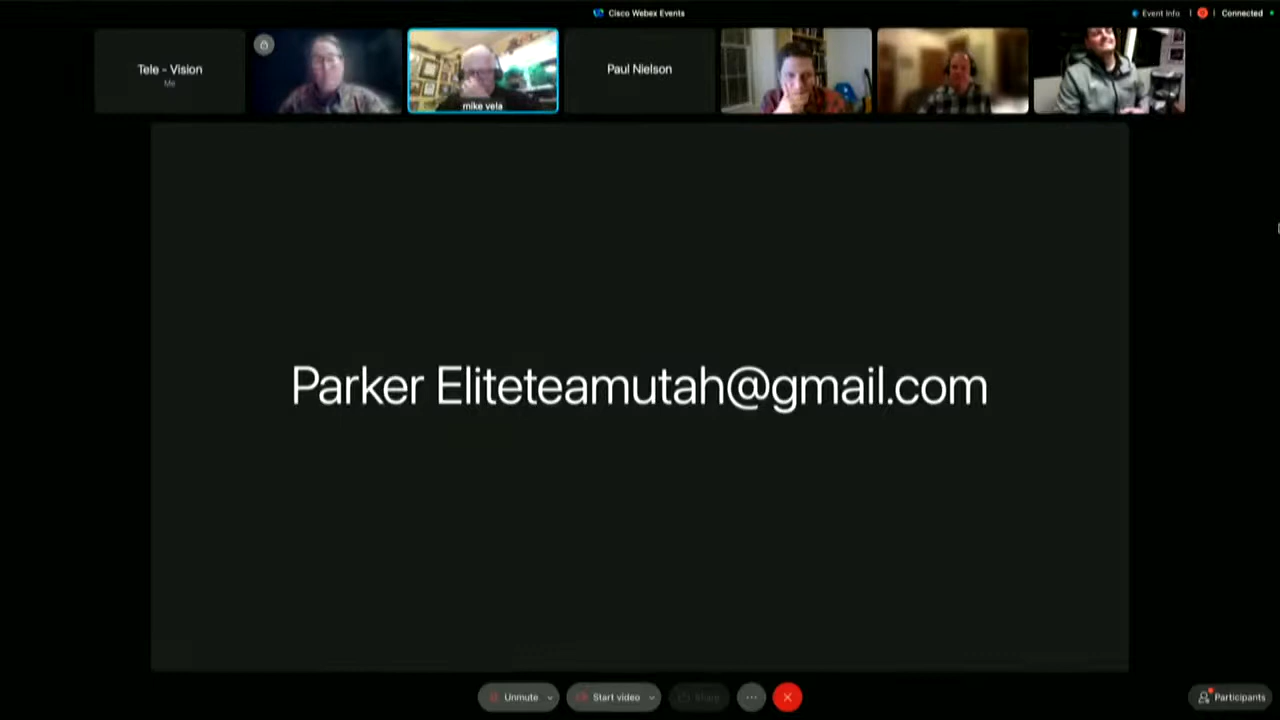 Cisco Webex Events
Event Info
Connected
Tele - Vision
Me
mike vela
Paul Nielson
Parker Eliteteamutah@gmail.com
Unmute
Start video
Share
Participants